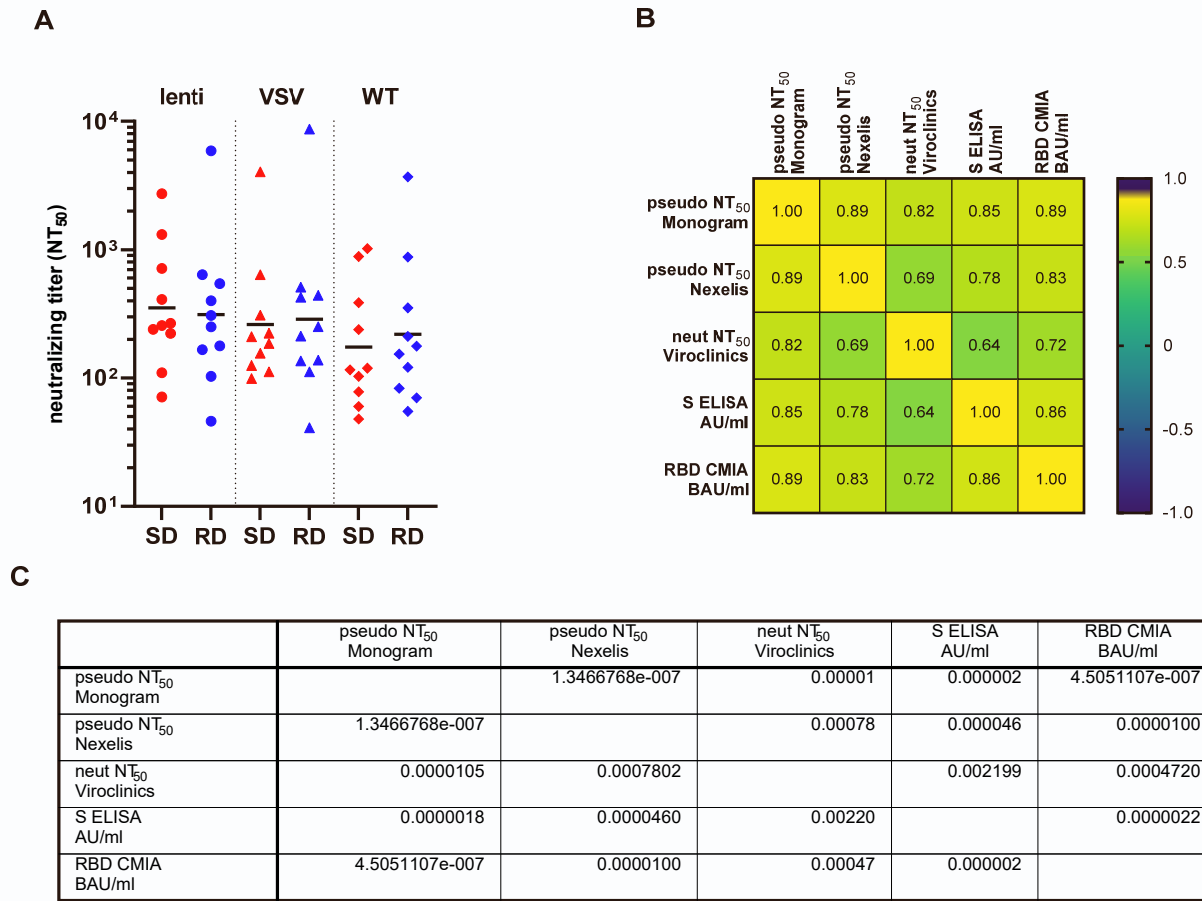 A
lenti VSV WT
neutralizing titer (NT50)
10^4
10^3
10^2
10^1
SD RD SD RD SD RD
B
pseudo NT50
Monogram
pseudo NT50
Nexelis
neut NT50
Viroclinics
S ELISA
AU/ml
RBD CMIA
BAU/ml
pseudo NT50
Monogram
1.00 0.89 0.82 0.85 0.89
pseudo NT50
Nexelis
0.89 1.00 0.69 0.78 0.83
neut NT50
Viroclinics
0.82 0.69 1.00 0.64 0.72
S ELISA
AU/ml
0.85 0.78 0.64 1.00 0.86
RBD CMIA
BAU/ml
0.89 0.83 0.72 0.86 1.00
1.0
0.5
0
-0.5
-1.0
C
pseudo NT50 pseudo NT50 neut NT50 S ELISA RBD CMIA
Monogram Nexelis Viroclinics AU/ml BAU/ml
pseudo NT50 1.3466768e-007 0.00001 0.000002 4.5051107e-007
Monogram
pseudo NT50 1.3466768e-007 0.00078 0.000046 0.0000100
Nexelis
neut NT50 0.0000105 0.0007802 0.002199 0.0004720
Viroclinics
S ELISA 0.0000018 0.0000460 0.00220 0.0000022
AU/ml
RBD CMIA 4.5051107e-007 0.0000100 0.00047 0.000002
BAU/ml